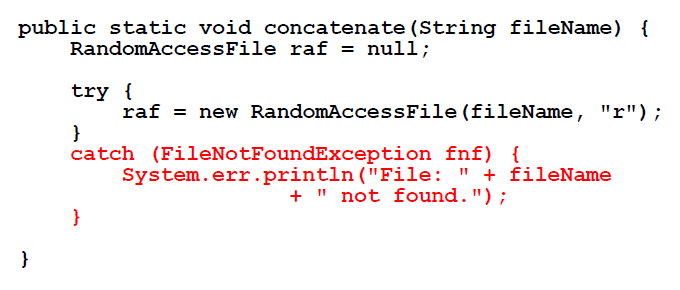 public static void concatenate(String fileName) {
    RandomAccessFile raf = null;

    try {
        raf = new RandomAccessFile(fileName, "r");
    }
    catch (FileNotFoundException fnf) {
        System.err.println("File: " + fileName
                     + " not found.");
    }

}